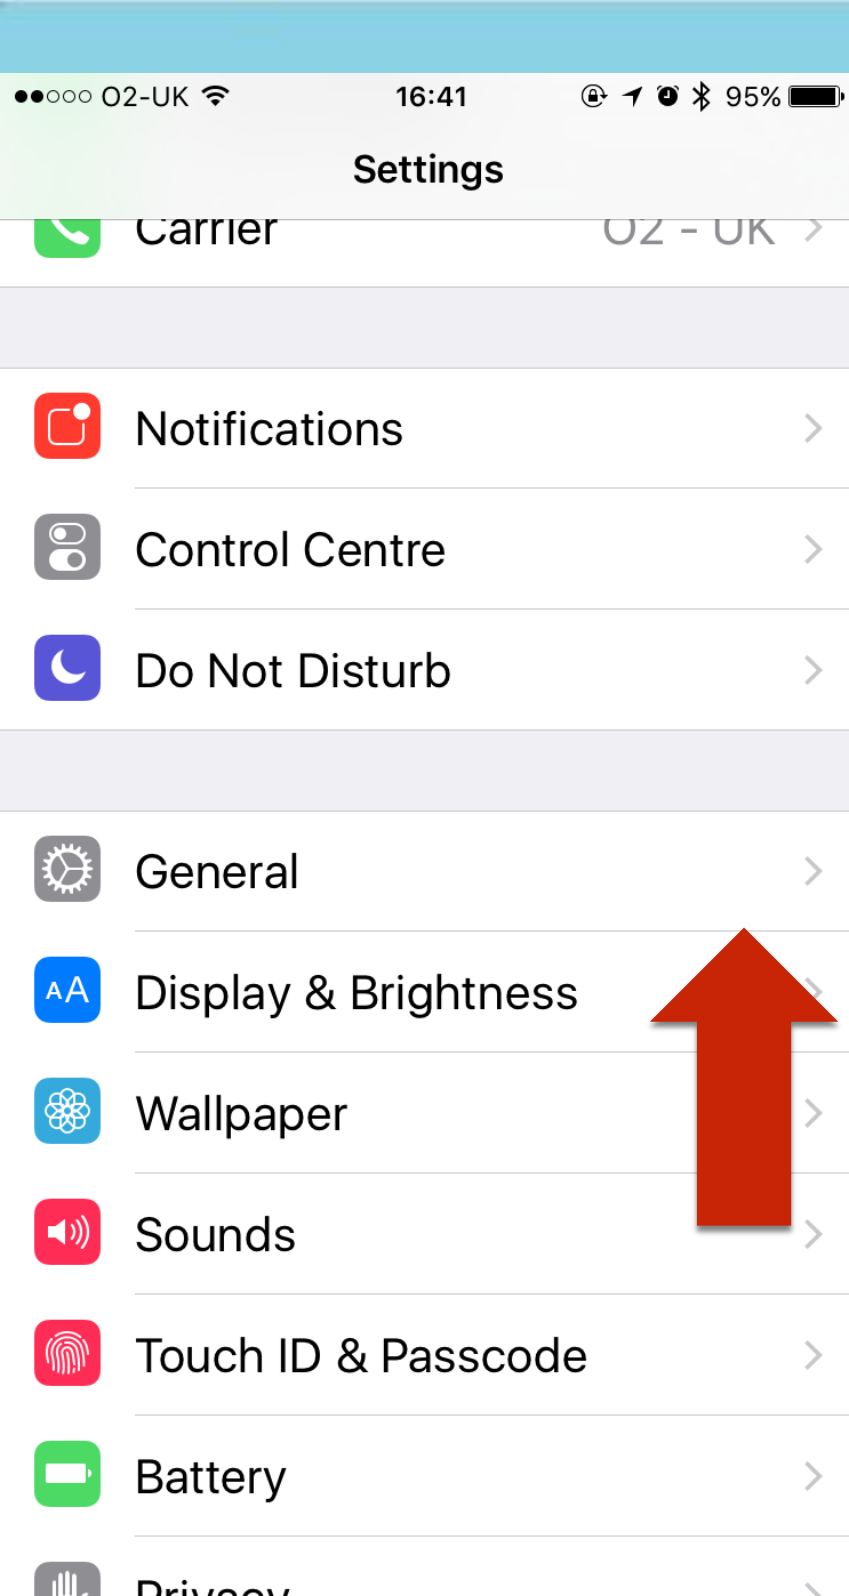 O2-UK 16:41 95%
Settings
Carrier O2 - UK
Notifications
Control Centre
Do Not Disturb
General
AA Display & Brightness
Wallpaper
Sounds
Touch ID & Passcode
Battery
Privacy